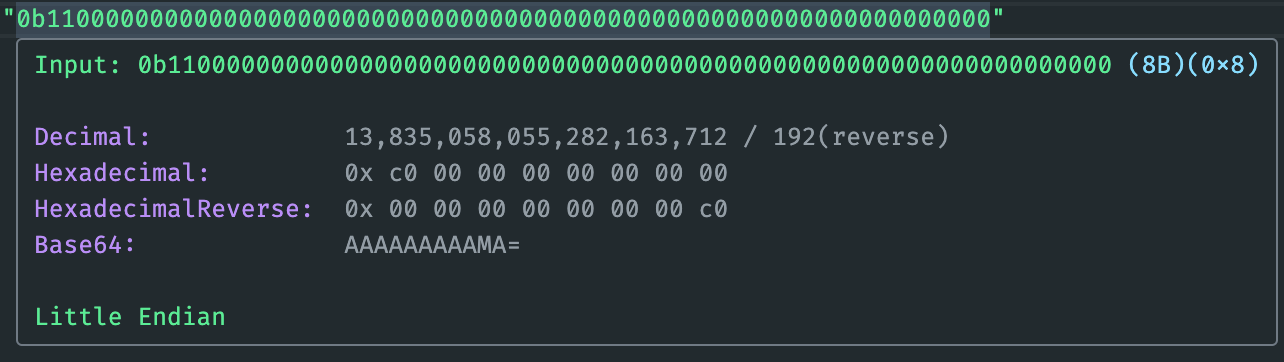 "0b1100000000000000000000000000000000000000000000000000000000000000"
Input: 0b1100000000000000000000000000000000000000000000000000000000000000 (8B)(0x8)
Decimal: 13,835,058,055,282,163,712 / 192(reverse)
Hexadecimal: 0x c0 00 00 00 00 00 00 00
HexadecimalReverse: 0x 00 00 00 00 00 00 00 c0
Base64: AAAAAAAAAMA=
Little Endian